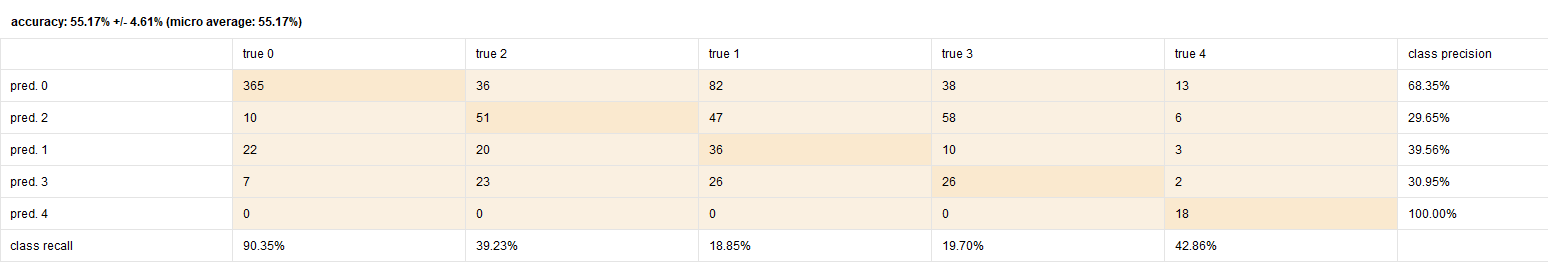 accuracy: 55.17% +/- 4.61% (micro average: 55.17%)
true 0 true 2 true 1 true 3 true 4 class precision
pred. 0 365 36 82 38 13 68.35%
pred. 2 10 51 47 58 6 29.65%
pred. 1 22 20 36 10 3 39.56%
pred. 3 7 23 26 26 2 30.95%
pred. 4 0 0 0 0 18 100.00%
class recall 90.35% 39.23% 18.85% 19.70% 42.86%